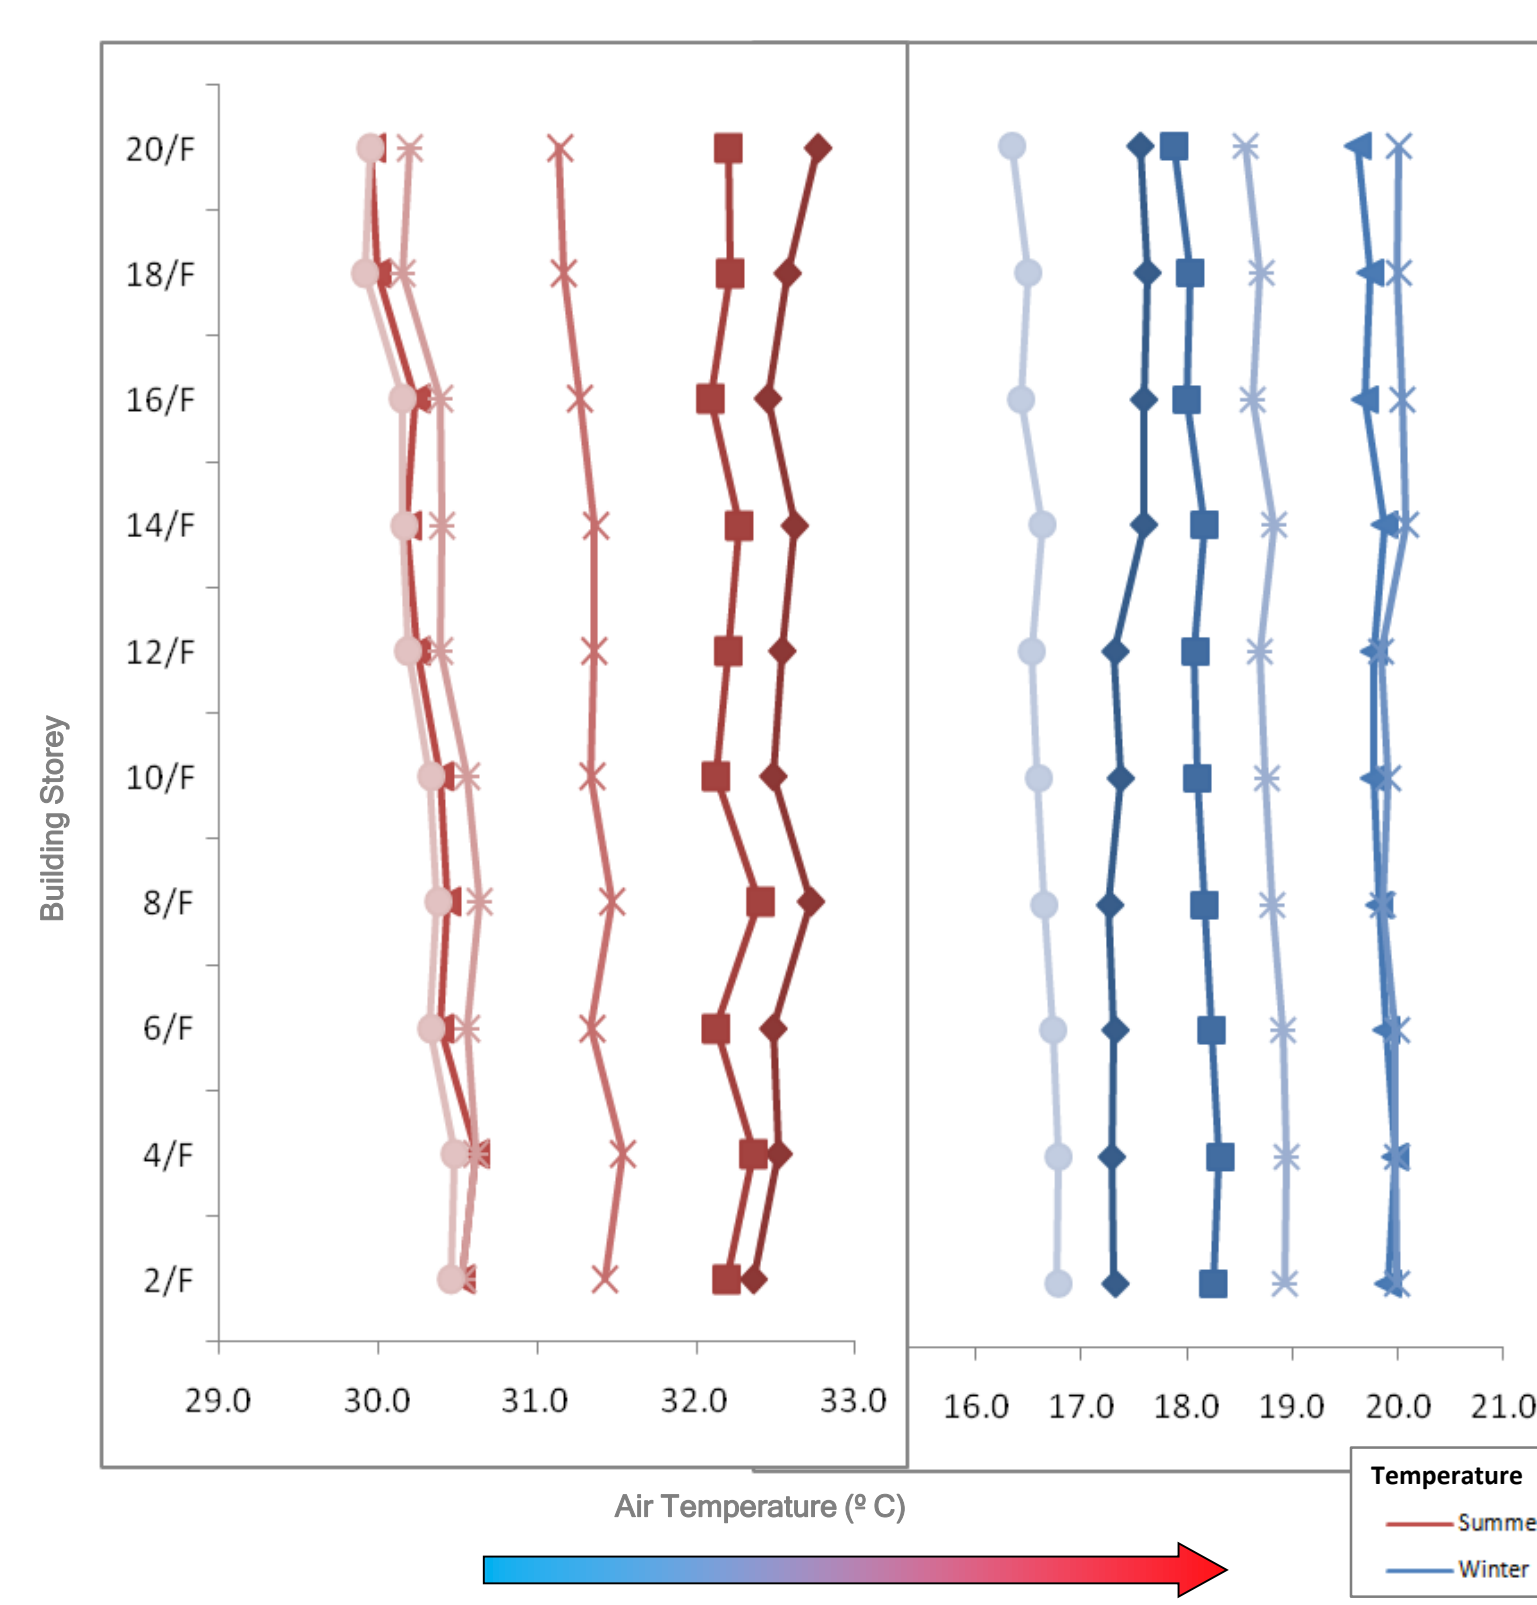 20/F
18/F
16/F
14/F
12/F
10/F
8/F
6/F
4/F
2/F
Building Storey
29.0 30.0 31.0 32.0 33.0
16.0 17.0 18.0 19.0 20.0 21.0
Air Temperature (º C)
Temperature
Summe
Winter